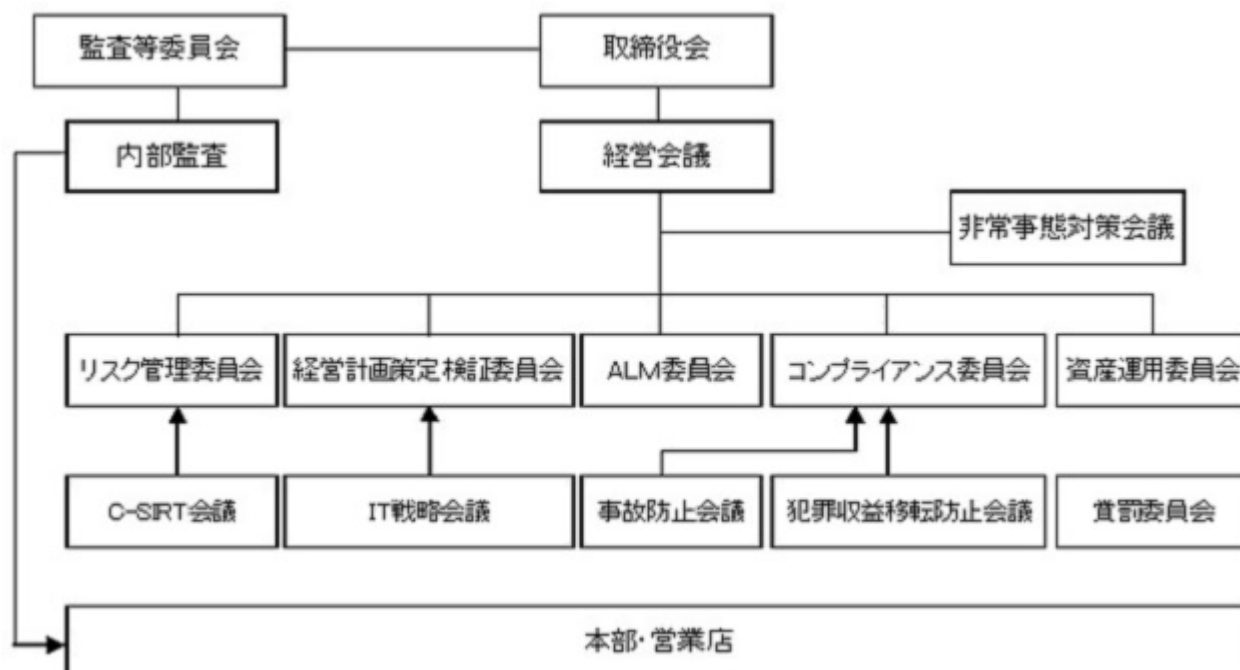 監査等委員会
取締役会
内部監査
経営会議
非常事態対策会議
リスク管理委員会
経営計画策定検証委員会
ALM委員会
コンプライアンス委員会
資産運用委員会
C-SIRT会議
IT戦略会議
事故防止会議
犯罪収益移転防止会議
賞罰委員会
本部・営業店